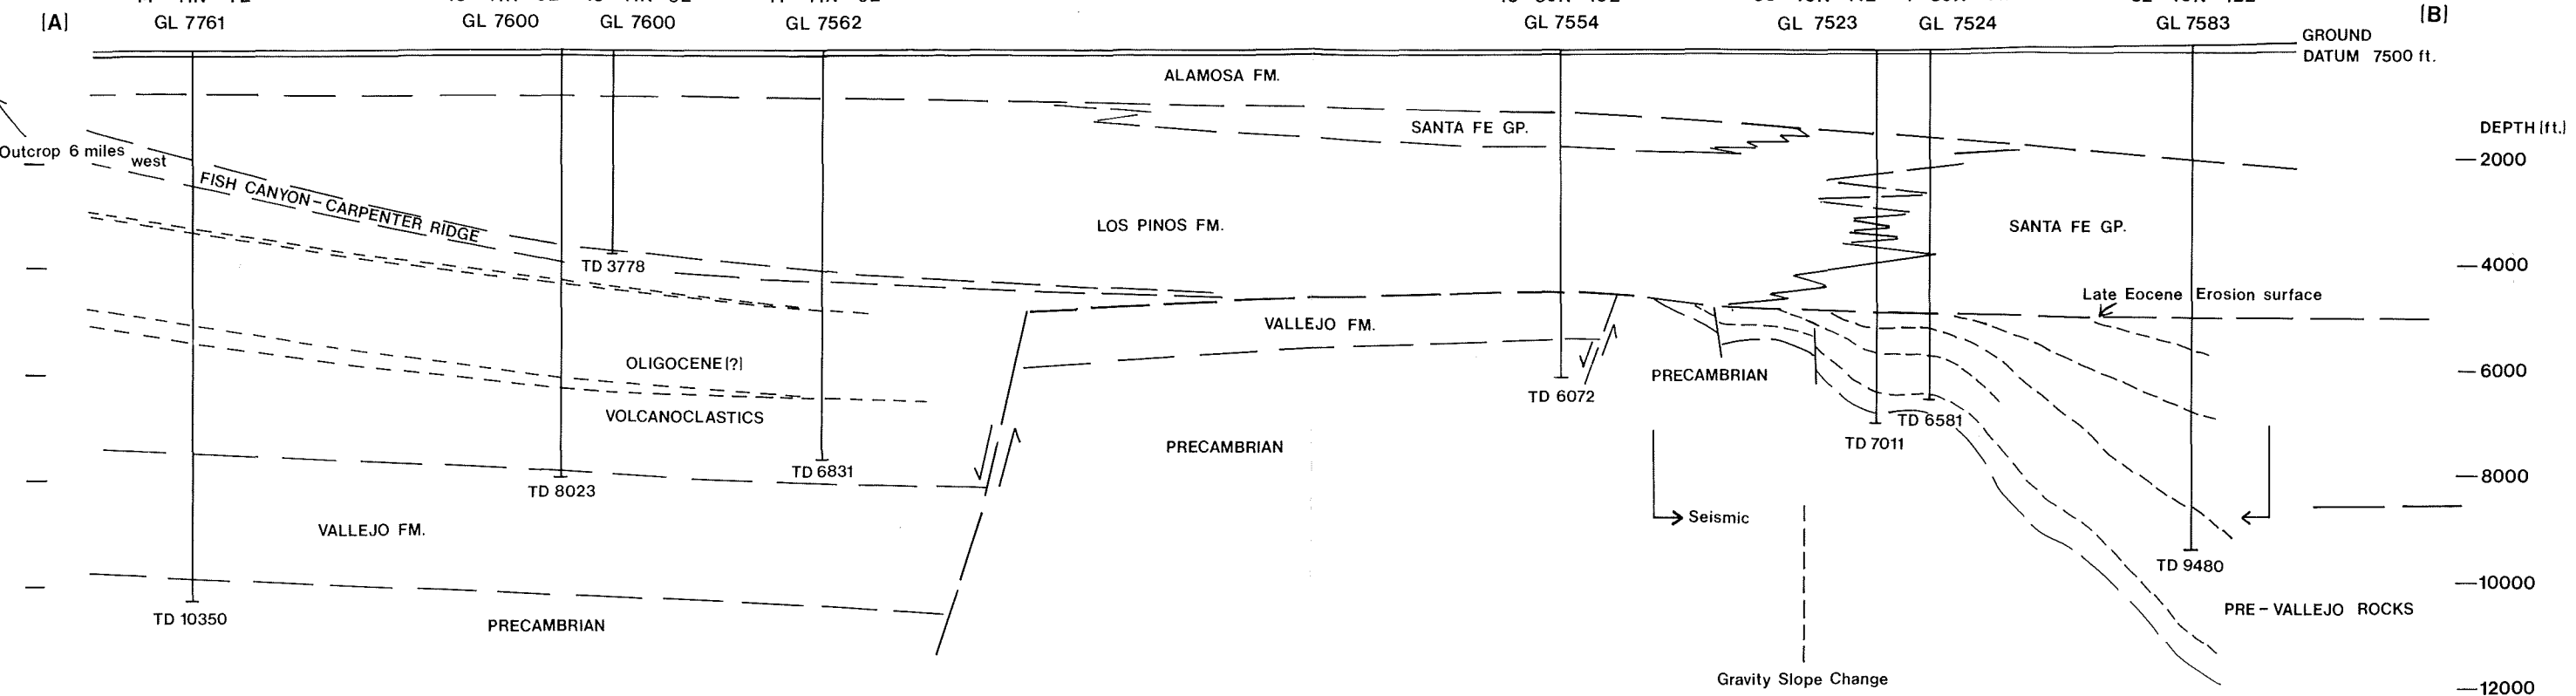 [A]
GL 7761
GL 7600
GL 7600
GL 7562
GL 7554
GL 7523
GL 7524
GL 7583
[B]
GROUND
DATUM 7500 ft.
ALAMOSA FM.
SANTA FE GP.
DEPTH (ft.)
Outcrop 6 miles west
2000
FISH CANYON-CARPENTER RIDGE
LOS PINOS FM.
SANTA FE GP.
TD 3778
4000
Late Eocene Erosion surface
VALLEJO FM.
OLIGOCENE(?)
PRECAMBRIAN
6000
TD 6072
VOLCANOCLASTICS
TD 6581
TD 7011
PRECAMBRIAN
TD 6831
8000
TD 8023
Seismic
VALLEJO FM.
TD 9480
10000
TD 10350
PRECAMBRIAN
PRE-VALLEJO ROCKS
Gravity Slope Change
12000